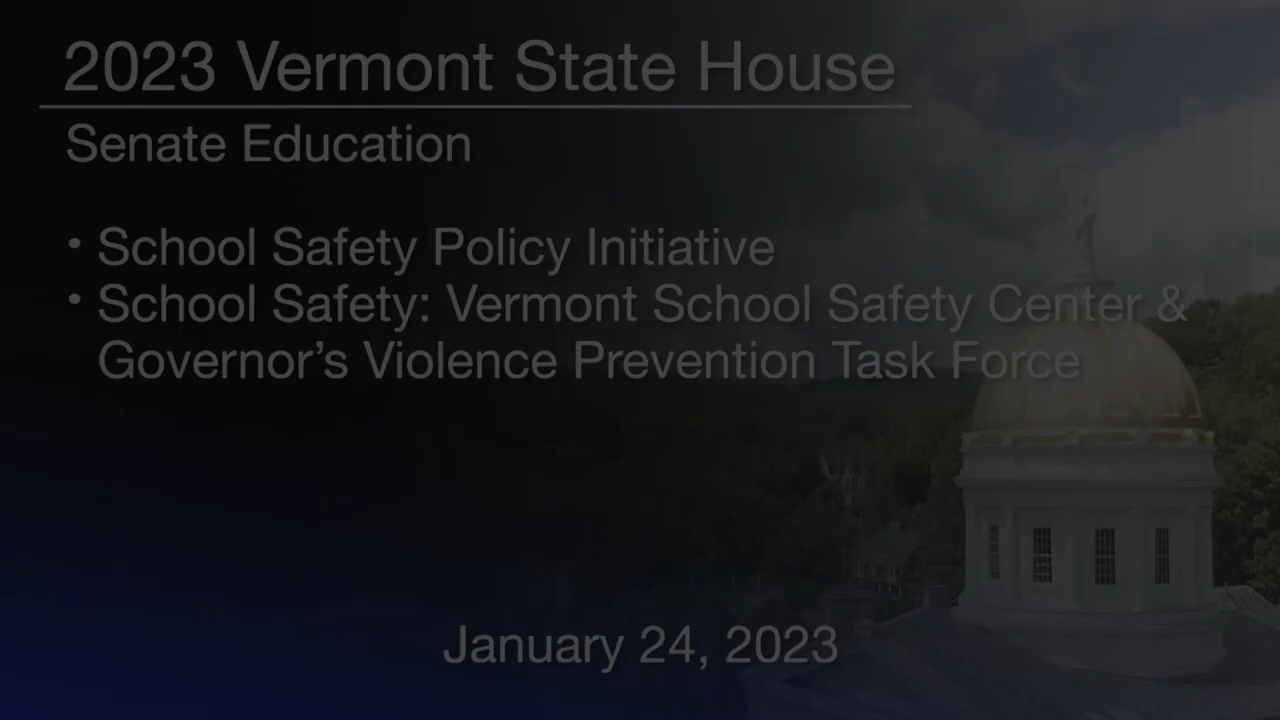 2023 Vermont State House
Senate Education
• School Safety Policy Initiative
• School Safety: Vermont School Safety Center &
Governor’s Violence Prevention Task Force
January 24, 2023